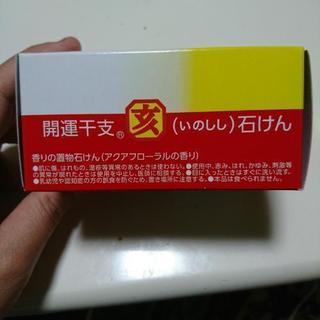 開運干支® 亥 (いのしし)石けん
香りの置物石けん(アクアフローラルの香り)
●肌に傷、はれもの、湿疹等異常のあるときは使わない。●使用中、赤み、はれ、かゆみ、刺激等
の異常が現れたときは使用を中止し、医師に相談する。●目に入ったときはすぐに洗い流す。
●乳幼児や認知症の方の誤食を防ぐため、置き場所に注意する。●本品は食べられません。